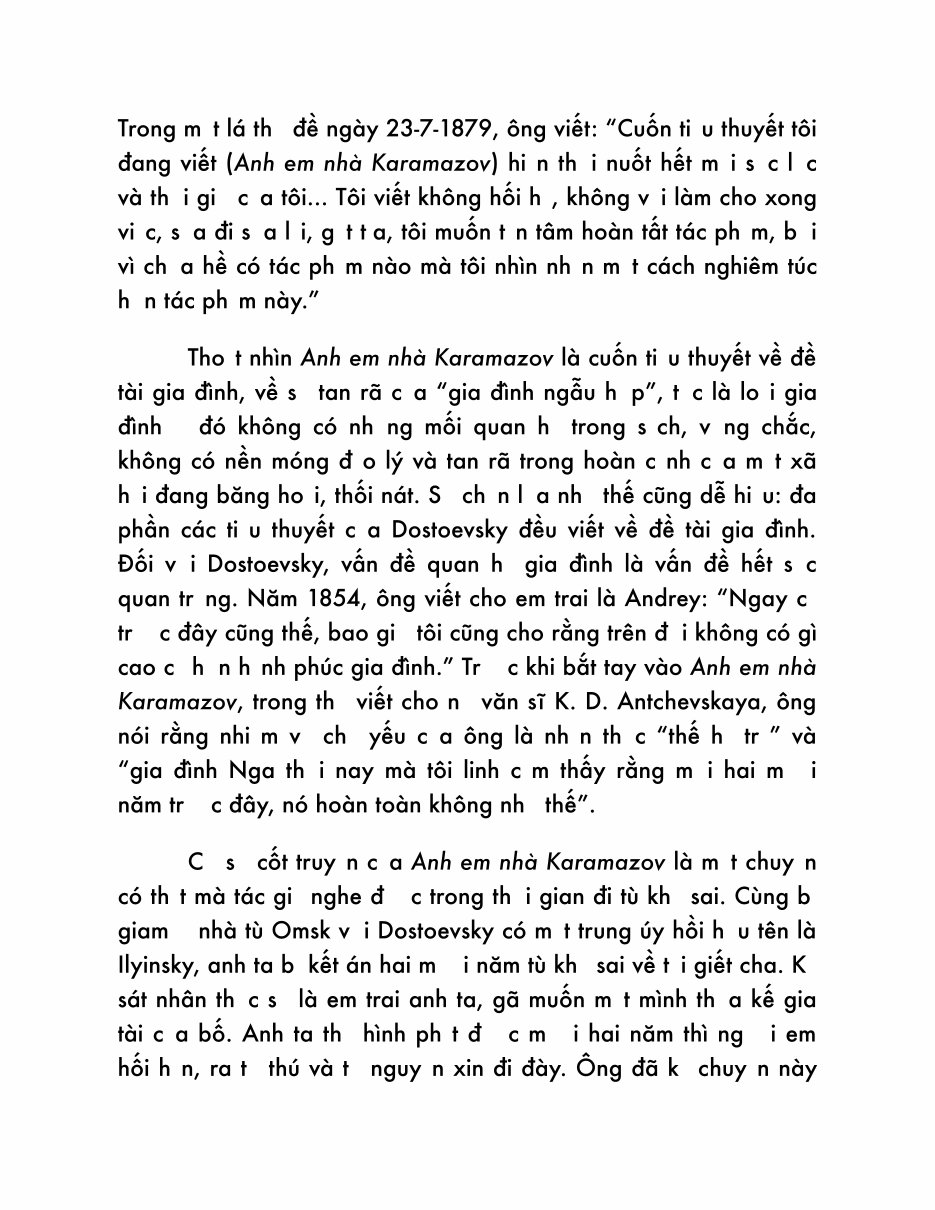 Trong m t lá th  đề ngày 23-7-1879, ông viết: “Cuốn ti u thuyết tôi
đang viết (Anh em nhà Karamazov) hi n th i nuốt hết m i s c l c
và th i gi  c a tôi... Tôi viết không hối h , không v i làm cho xong
vi c, s a đi s a l i, g t t a, tôi muốn t n tâm hoàn tất tác ph m, b i
vì ch a hề có tác ph m nào mà tôi nhìn nh n m t cách nghiêm túc
h n tác ph m này.”
Tho t nhìn Anh em nhà Karamazov là cuốn ti u thuyết về đề
tài gia đình, về s  tan rã c a “gia đình ngẫu h p”, t c là lo i gia
đình   đó không có nh ng mối quan h  trong s ch, v ng chắc,
không có nền móng đ o lý và tan rã trong hoàn c nh c a m t xã
h i đang băng ho i, thối nát. S  ch n l a nh  thế cũng dễ hi u: đa
phần các ti u thuyết c a Dostoevsky đều viết về đề tài gia đình.
Đối v i Dostoevsky, vấn đề quan h  gia đình là vấn đề hết s c
quan tr ng. Năm 1854, ông viết cho em trai là Andrey: “Ngay c
tr  c đây cũng thế, bao gi  tôi cũng cho rằng trên đ i không có gì
cao c  h n h nh phúc gia đình.” Tr  c khi bắt tay vào Anh em nhà
Karamazov, trong th  viết cho n  văn sĩ K. D. Antchevskaya, ông
nói rằng nhi m v  ch  yếu c a ông là nh n th c “thế h  tr ” và
“gia đình Nga th i nay mà tôi linh c m thấy rằng m i hai m  i
năm tr  c đây, nó hoàn toàn không nh  thế”.
C  s  cốt truy n c a Anh em nhà Karamazov là m t chuy n
có th t mà tác gi  nghe đ  c trong th i gian đi tù kh  sai. Cùng b
giam   nhà tù Omsk v i Dostoevsky có m t trung úy hồi h u tên là
Ilyinsky, anh ta b  kết án hai m  i năm tù kh  sai về t i giết cha. K
sát nhân th c s  là em trai anh ta, gã muốn m t mình th a kế gia
tài c a bố. Anh ta th  hình ph t đ  c m  i hai năm thì ng  i em
hối h n, ra t  thú và t  nguy n xin đi đày. Ông đã k  chuy n này